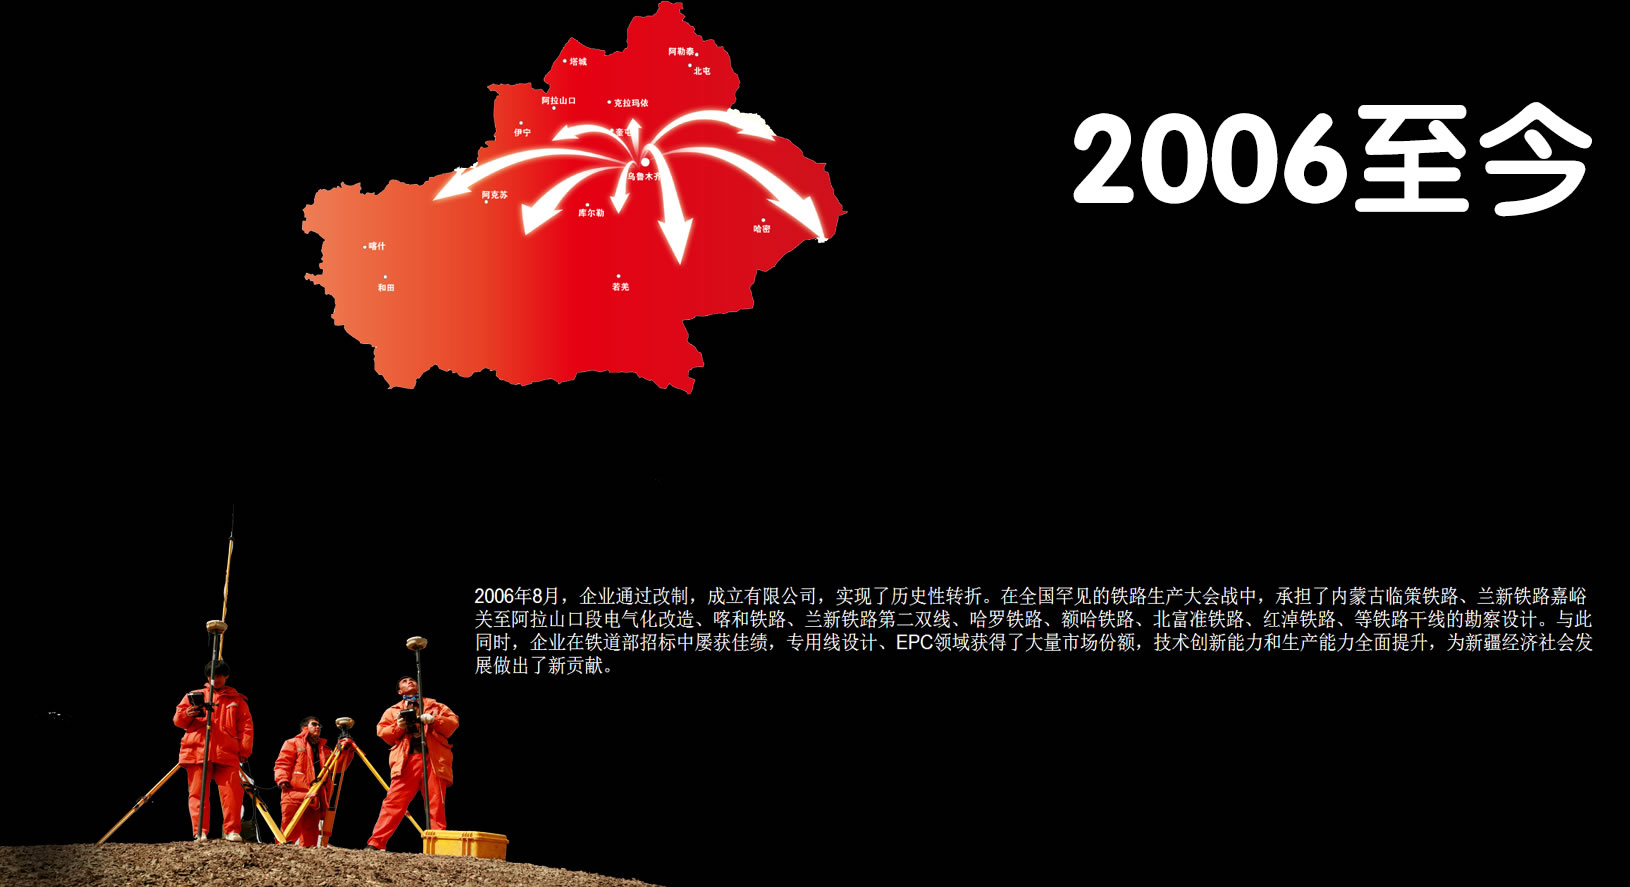 阿勒泰
塔城
北屯
阿拉山口
克拉玛依
伊宁
奎屯
乌鲁木齐
阿克苏
库尔勒
哈密
喀什
和田
若羌
2006至今
2006年8月，企业通过改制，成立有限公司，实现了历史性转折。在全国罕见的铁路生产大会战中，承担了内蒙古临策铁路、兰新铁路嘉峪
关至阿拉山口段电气化改造、喀和铁路、兰新铁路第二双线、哈罗铁路、额哈铁路、北富准铁路、红淖铁路、等铁路干线的勘察设计。与此
同时，企业在铁道部招标中屡获佳绩，专用线设计、EPC领域获得了大量市场份额，技术创新能力和生产能力全面提升，为新疆经济社会发
展做出了新贡献。